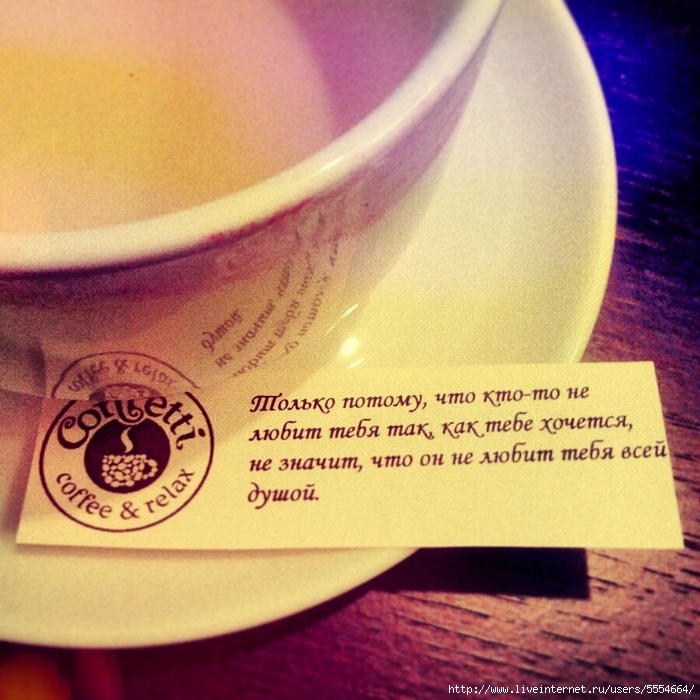 Confetti
coffee & relax
Только потому, что кто-то не
любит тебя так, как тебе хочется,
не значит, что он не любит тебя всей
душой.
http://www.liveinternet.ru/users/5554664/